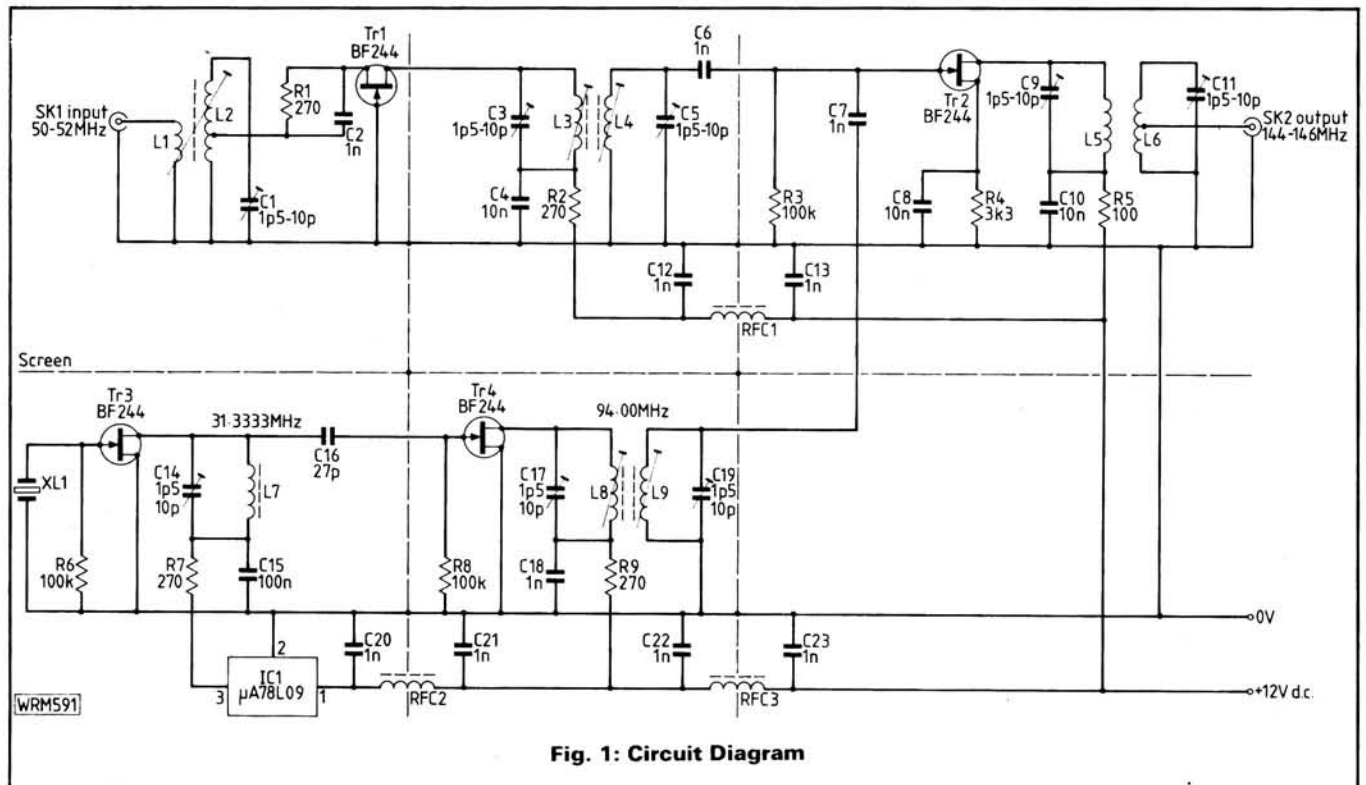 Tr1
BF244
C6
1n
R1
270
L2
C2
1n
SK1 input
50-52MHz
L1
C1
1p5-10p
C3
1p5-10p
L3
L4
C5
1p5-10p
C4
10n
R2
270
C7
1n
R3
100k
Tr2
BF244
C9
1p5-10p
L5
L6
C11
1p5-10p
SK2 output
144-146MHz
C8
10n
R4
3k3
C10
10n
R5
100
C12
1n
C13
1n
RFC1
Screen
Tr3
BF244
31·3333MHz
C16
27p
Tr4
BF244
94·00MHz
XL1
C14
1p5
10p
L7
C17
1p5
10p
L8
L9
C19
1p5
10p
R6
100k
R7
270
C15
100n
R8
100k
C18
1n
R9
270
0V
2
C20
1n
C21
1n
C22
1n
C23
1n
IC1
µA78L09
3
1
RFC2
RFC3
+12V d.c.
WRM591
Fig. 1: Circuit Diagram